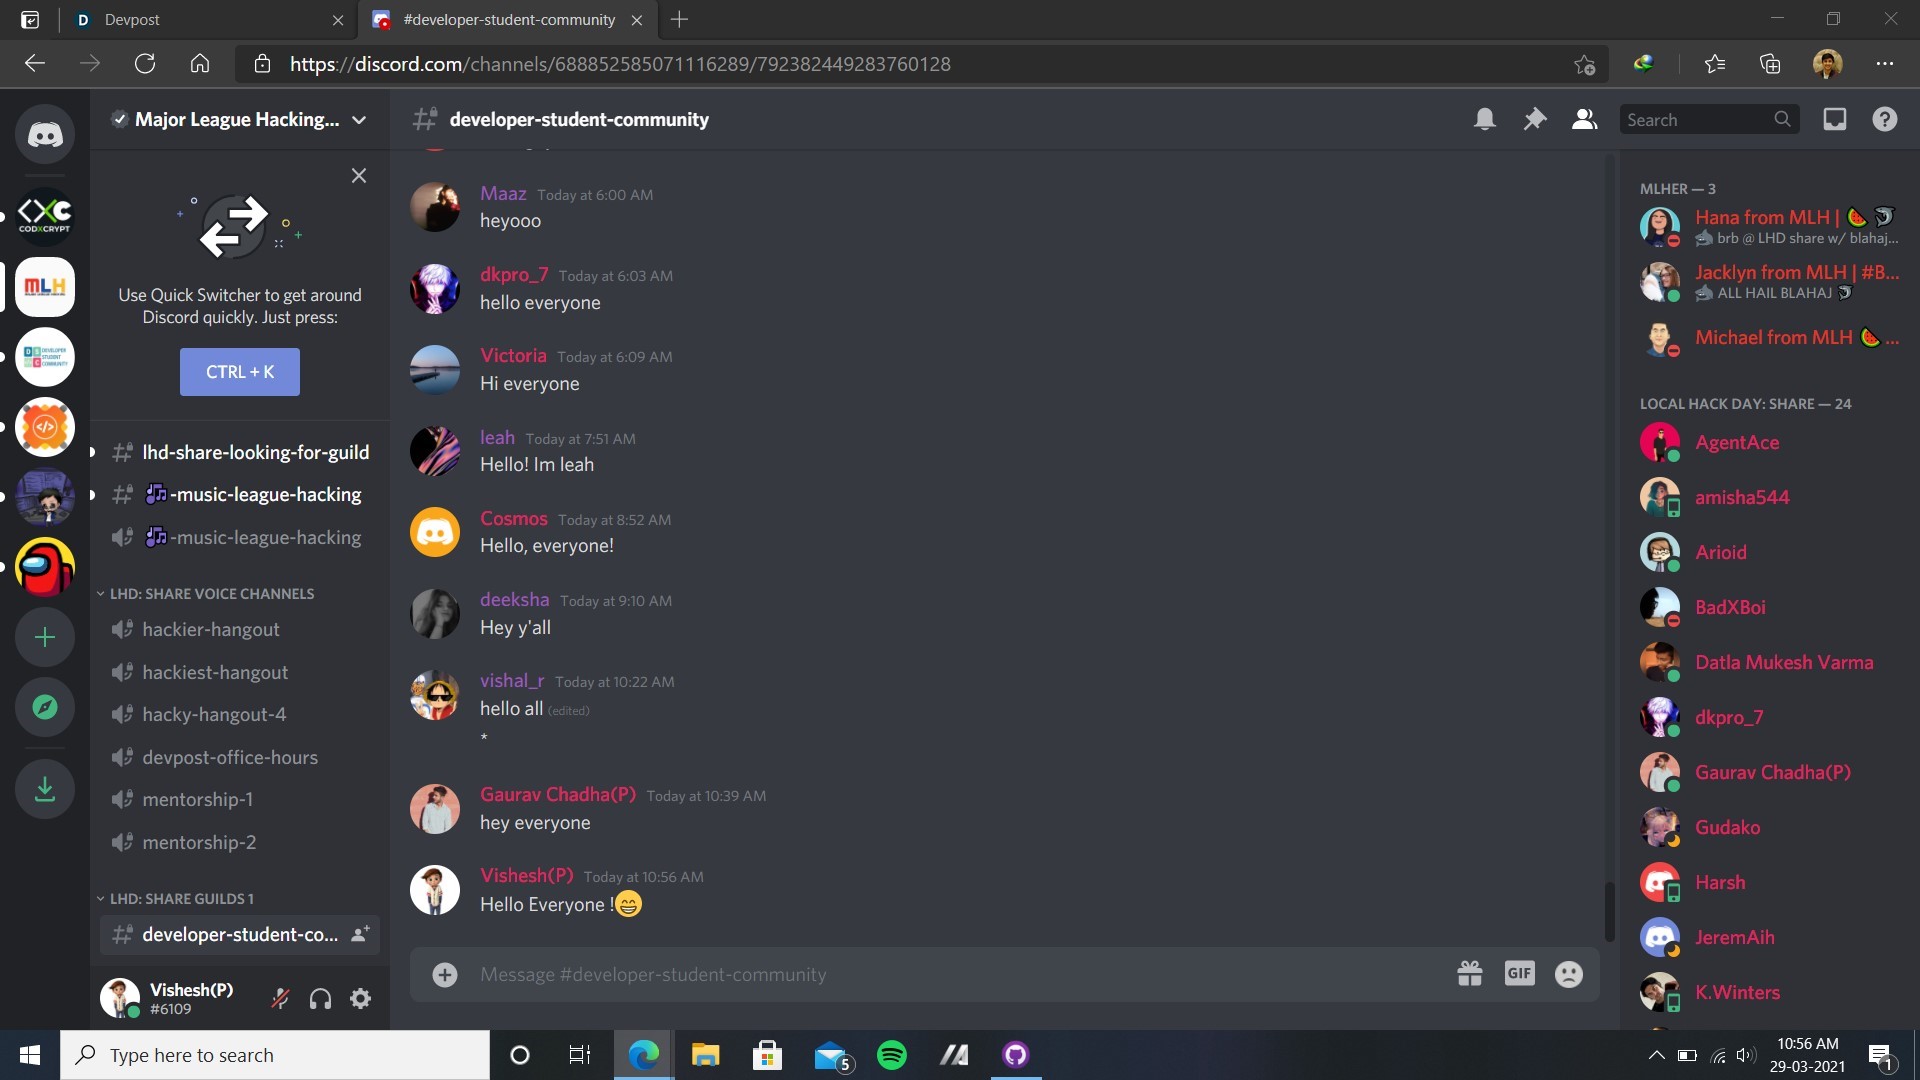 Devpost
#developer-student-community
https://discord.com/channels/688852585071116289/792382449283760128
Major League Hacking...
developer-student-community
Search
CODXCRYPT
MLH
DEVELOPER
STUDENT
COMMUNITY
Use Quick Switcher to get around
Discord quickly. Just press:
CTRL + K
lhd-share-looking-for-guild
🎶-music-league-hacking
🎶-music-league-hacking
LHD: SHARE VOICE CHANNELS
hackier-hangout
hackiest-hangout
hacky-hangout-4
devpost-office-hours
mentorship-1
mentorship-2
LHD: SHARE GUILDS 1
developer-student-co...
Vishesh(P)
#6109
Maaz Today at 6:00 AM
heyooo
dkpro_7 Today at 6:03 AM
hello everyone
Victoria Today at 6:09 AM
Hi everyone
leah Today at 7:51 AM
Hello! Im leah
Cosmos Today at 8:52 AM
Hello, everyone!
deeksha Today at 9:10 AM
Hey y'all
vishal_r Today at 10:22 AM
hello all (edited)
*
Gaurav Chadha(P) Today at 10:39 AM
hey everyone
Vishesh(P) Today at 10:56 AM
Hello Everyone !😁
Message #developer-student-community
GIF
MLHER — 3
Hana from MLH | 🍉 🦈
brb @ LHD share w/ blahaj...
Jacklyn from MLH | #B...
ALL HAIL BLAHAJ
Michael from MLH 🍉 ...
LOCAL HACK DAY: SHARE — 24
AgentAce
amisha544
Arioid
BadXBoi
Datla Mukesh Varma
dkpro_7
Gaurav Chadha(P)
Gudako
Harsh
JeremAih
K.Winters
Type here to search
5
10:56 AM
29-03-2021
1